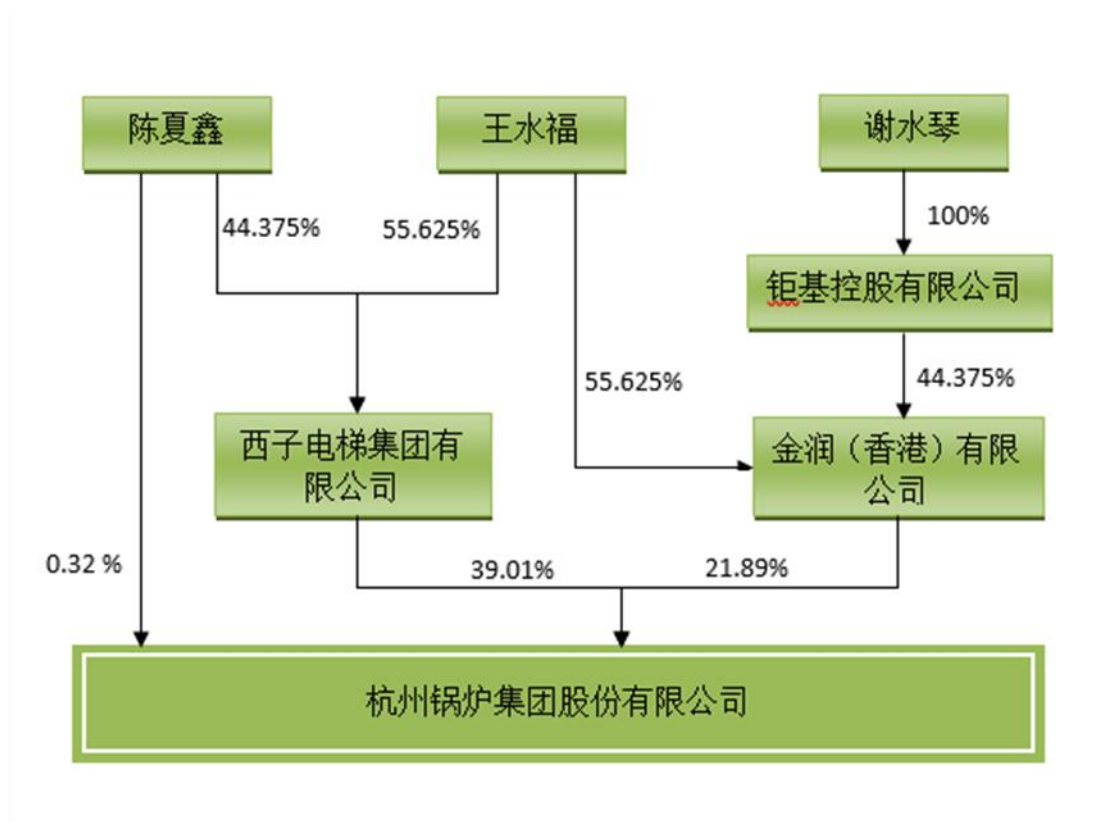 陈夏鑫
王水福
谢水琴
44.375%
55.625%
100%
钜基控股有限公司
55.625%
44.375%
西子电梯集团有
限公司
金润（香港）有限
公司
0.32 %
39.01%
21.89%
杭州锅炉集团股份有限公司